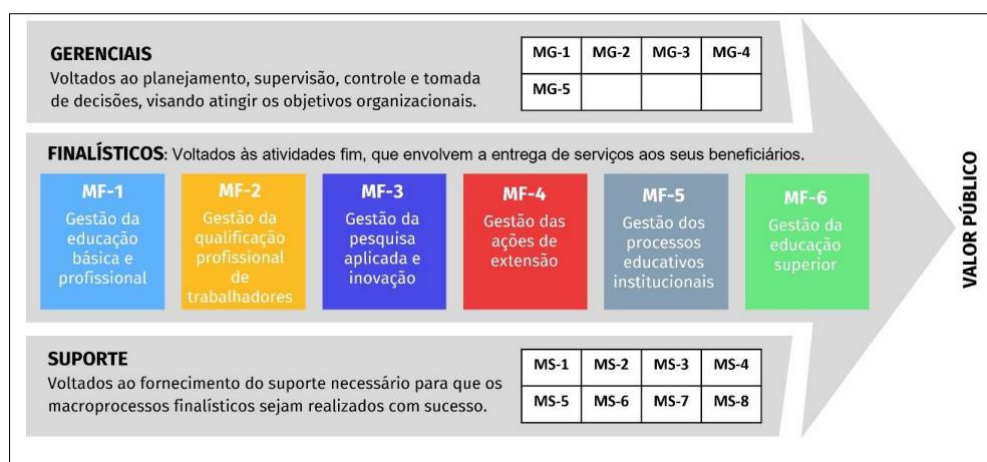 GERENCIAIS
Voltados ao planejamento, supervisão, controle e tomada
de decisões, visando atingir os objetivos organizacionais.
MG-1 MG-2 MG-3 MG-4
MG-5
FINALÍSTICOS: Voltados às atividades fim, que envolvem a entrega de serviços aos seus beneficiários.
MF-1
Gestão da
educação
básica e
profissional
MF-2
Gestão da
qualificação
profissional
de
trabalhadores
MF-3
Gestão da
pesquisa
aplicada e
inovação
MF-4
Gestão das
ações de
extensão
MF-5
Gestão dos
processos
educativos
institucionais
MF-6
Gestão da
educação
superior
SUPORTE
Voltados ao fornecimento do suporte necessário para que os
macroprocessos finalísticos sejam realizados com sucesso.
MS-1 MS-2 MS-3 MS-4
MS-5 MS-6 MS-7 MS-8
VALOR PÚBLICO